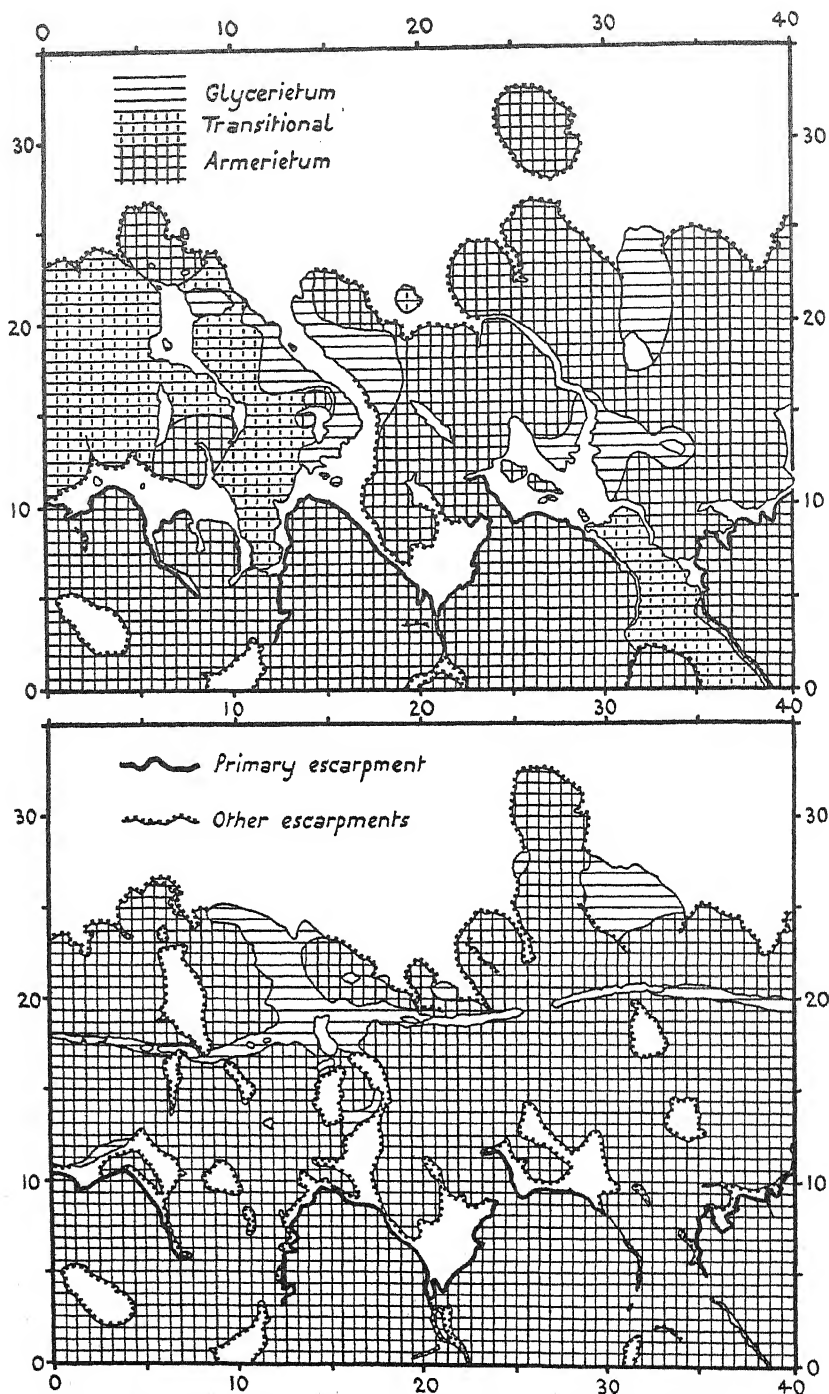 0 10 20 30 40
Glycerietum
Transitional
Armerietum
30 30
20 20
10 10
0 0
10 20 30 40
Primary escarpment
30 30
Other escarpments
20 20
10 10
0 0
0 10 20 30 40